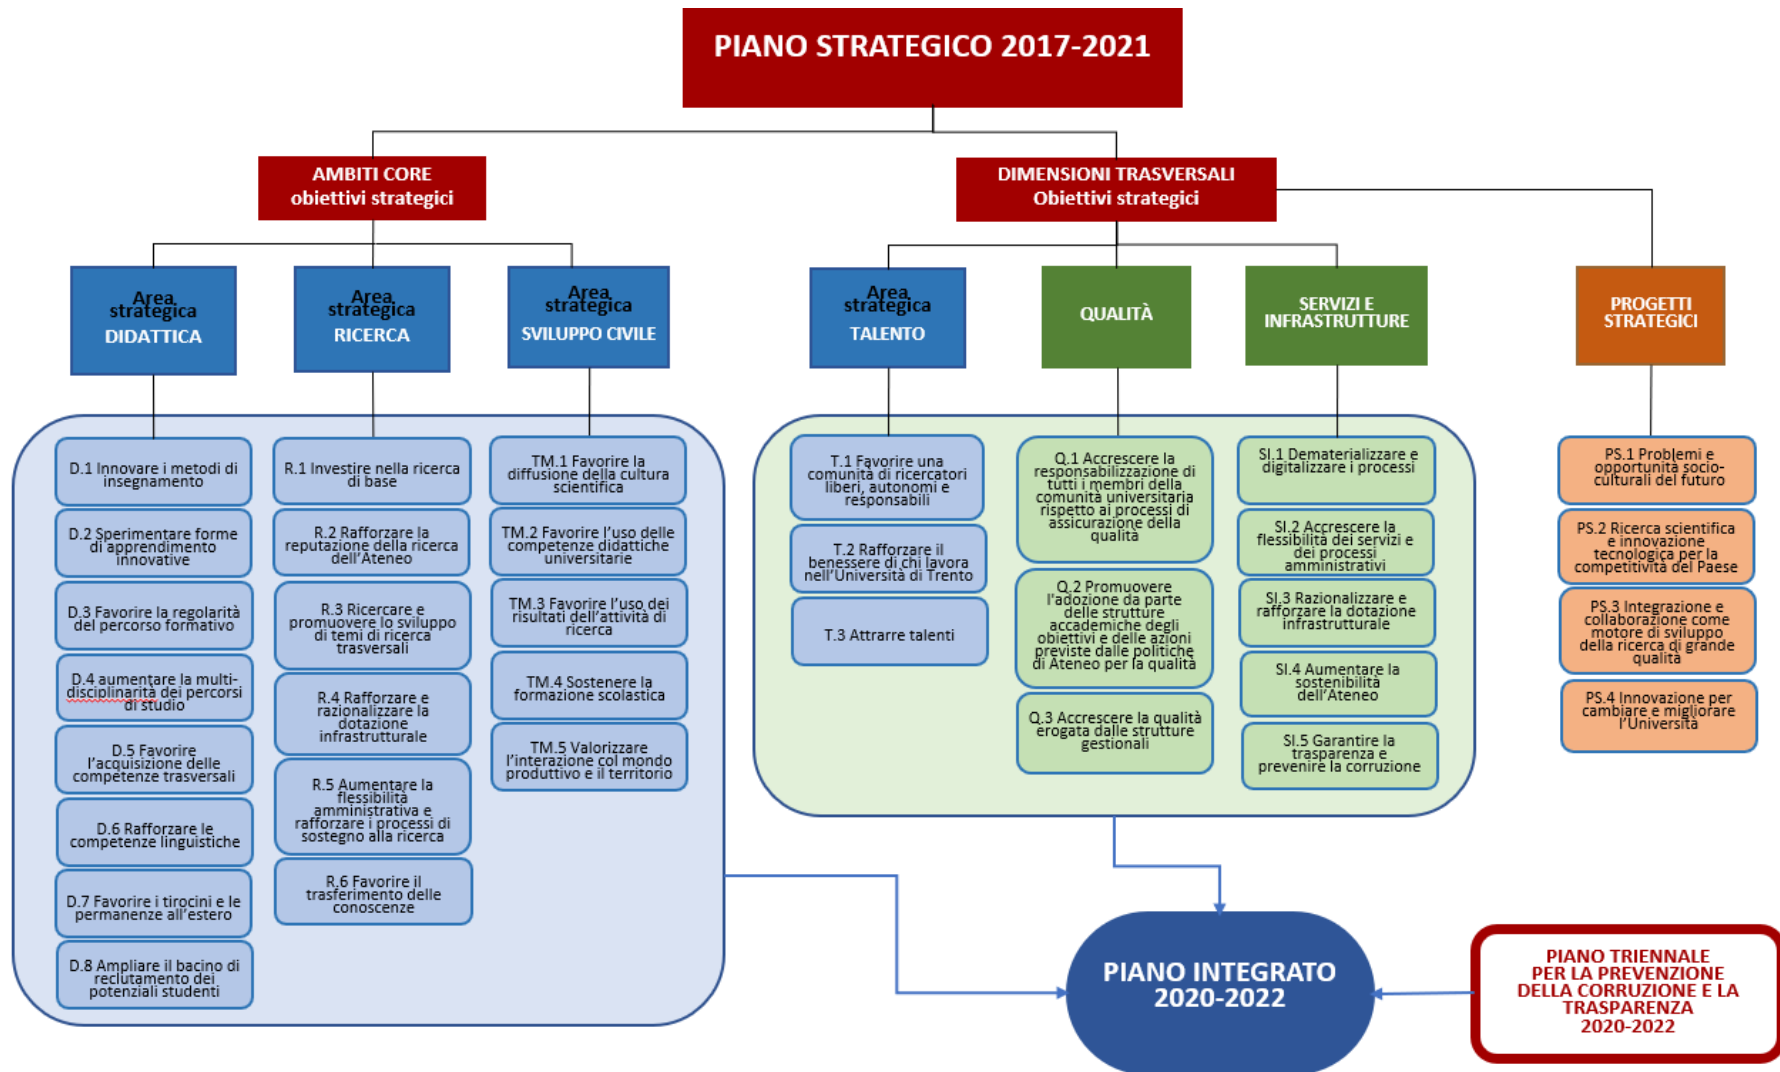 PIANO STRATEGICO 2017-2021
AMBITI CORE
obiettivi strategici
DIMENSIONI TRASVERSALI
Obiettivi strategici
Area
strategica
DIDATTICA
Area
strategica
RICERCA
Area
strategica
SVILUPPO CIVILE
Area
strategica
TALENTO
QUALITÀ
SERVIZI E
INFRASTRUTTURE
PROGETTI
STRATEGICI
D.1 Innovare i metodi di
insegnamento
D.2 Sperimentare forme
di apprendimento
innovative
D.3 Favorire la regolarità
del percorso formativo
D.4 aumentare la multi-
disciplinarità dei percorsi
di studio
D.5 Favorire
l'acquisizione delle
competenze trasversali
D.6 Rafforzare le
competenze linguistiche
D.7 Favorire i tirocini e le
permanenze all'estero
D.8 Ampliare il bacino di
reclutamento dei
potenziali studenti
R.1 Investire nella ricerca
di base
R.2 Rafforzare la
reputazione della ricerca
dell'Ateneo
R.3 Ricercare e
promuovere lo sviluppo
di temi di ricerca
trasversali
R.4 Rafforzare e
razionalizzare la
dotazione
infrastrutturale
R.5 Aumentare la
flessibilità
amministrativa e
rafforzare i processi di
sostegno alla ricerca
R.6 Favorire il
trasferimento delle
conoscenze
TM.1 Favorire la
diffusione della cultura
scientifica
TM.2 Favorire l'uso delle
competenze didattiche
universitarie
TM.3 Favorire l'uso dei
risultati dell'attività di
ricerca
TM.4 Sostenere la
formazione scolastica
TM.5 Valorizzare
l'interazione col mondo
produttivo e il territorio
T.1 Favorire una
comunità di ricercatori
liberi, autonomi e
responsabili
T.2 Rafforzare il
benessere di chi lavora
nell'Università di Trento
T.3 Attrarre talenti
Q.1 Accrescere la
responsabilizzazione di
tutti i membri della
comunità universitaria
rispetto ai processi di
assicurazione della
qualità
Q.2 Promuovere
l'adozione da parte
delle strutture
accademiche degli
obiettivi e delle azioni
previste dalle politiche
di Ateneo per la qualità
Q.3 Accrescere la qualità
erogata dalle strutture
gestionali
SI.1 Dematerializzare e
digitalizzare i processi
SI.2 Accrescere la
flessibilità dei servizi e
dei processi
amministrativi
SI.3 Razionalizzare e
rafforzare la dotazione
infrastrutturale
SI.4 Aumentare la
sostenibilità
dell'Ateneo
SI.5 Garantire la
trasparenza e
prevenire la corruzione
PS.1 Problemi e
opportunità socio-
culturali del futuro
PS.2 Ricerca scientifica
e innovazione
tecnologica per la
competitività del Paese
PS.3 Integrazione e
collaborazione come
motore di sviluppo
della ricerca di grande
qualità
PS.4 Innovazione per
cambiare e migliorare
l'Università
PIANO INTEGRATO
2020-2022
PIANO TRIENNALE
PER LA PREVENZIONE
DELLA CORRUZIONE E LA
TRASPARENZA
2020-2022